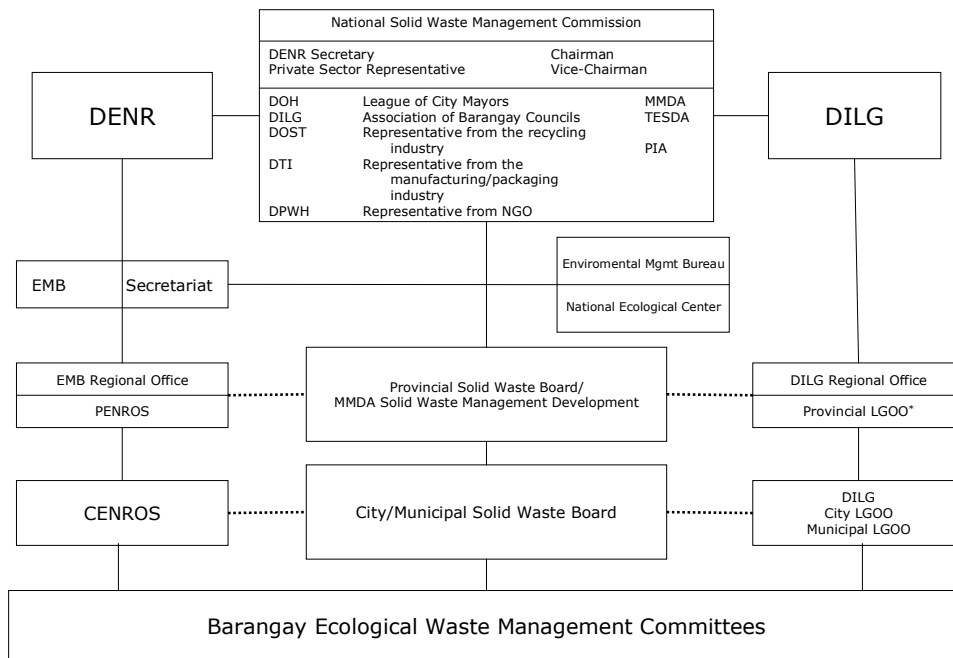 National Solid Waste Management Commission
DENR Secretary Chairman
Private Sector Representative Vice-Chairman
DENR
DOH League of City Mayors MMDA
DILG Association of Barangay Councils TESDA
DOST Representative from the recycling
industry PIA
DTI Representative from the
manufacturing/packaging
industry
DPWH Representative from NGO
DILG
EMB Secretariat
Enviromental Mgmt Bureau
National Ecological Center
EMB Regional Office
PENROS
Provincial Solid Waste Board/
MMDA Solid Waste Management Development
DILG Regional Office
Provincial LGOO*
CENROS
City/Municipal Solid Waste Board
DILG
City LGOO
Municipal LGOO
Barangay Ecological Waste Management Committees